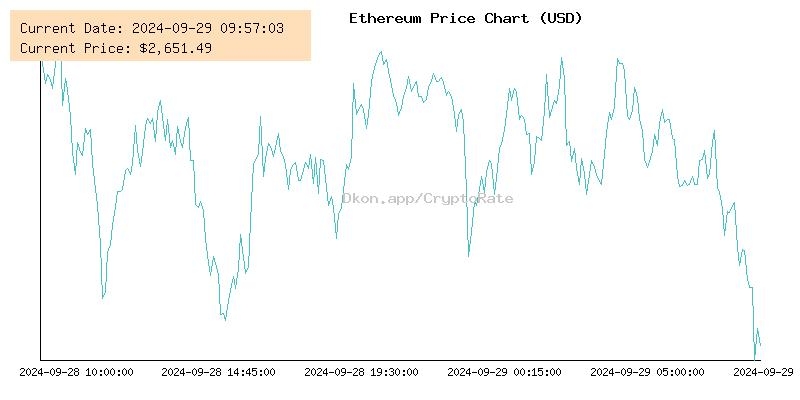 Ethereum Price Chart (USD)
Current Date: 2024-09-29 09:57:03
Current Price: $2,651.49
Okon.app/CryptoRate
2024-09-28 10:00:00 2024-09-28 14:45:00 2024-09-28 19:30:00 2024-09-29 00:15:00 2024-09-29 05:00:00 2024-09-29